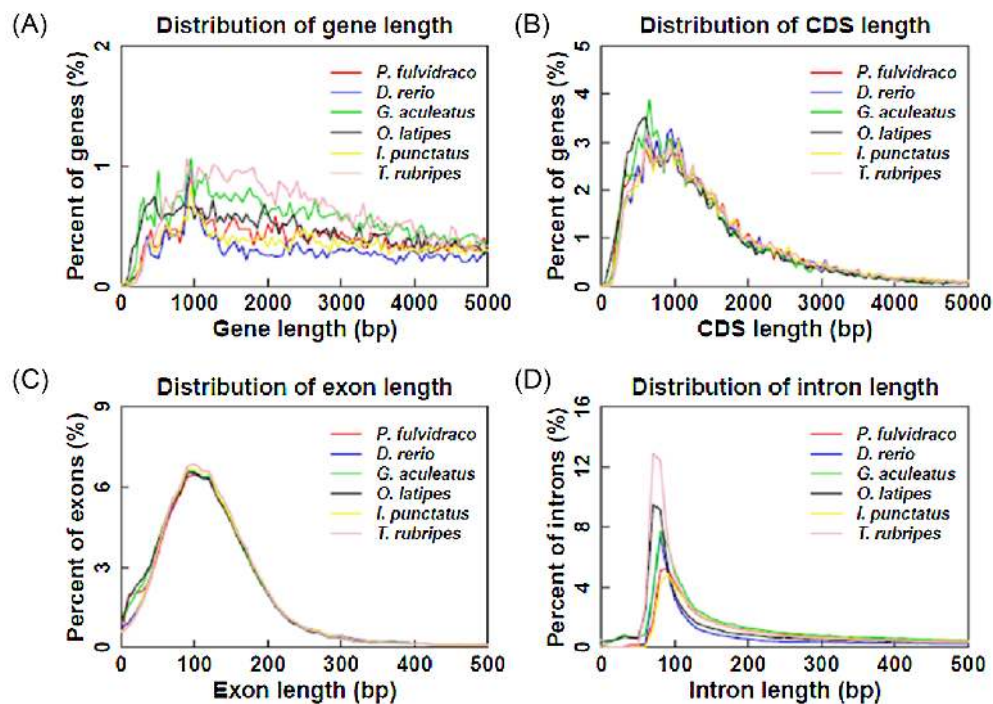 (A)
Distribution of gene length
2
1
0
Percent of genes (%)
P. fulvidraco
D. rerio
G. aculeatus
O. latipes
I. punctatus
T. rubripes
0 1000 2000 3000 4000 5000
Gene length (bp)
(B)
Distribution of CDS length
5
4
3
2
1
0
Percent of genes (%)
P. fulvidraco
D. rerio
G. aculeatus
O. latipes
I. punctatus
T. rubripes
0 1000 2000 3000 4000 5000
CDS length (bp)
(C)
Distribution of exon length
9
6
3
0
Percent of exons (%)
P. fulvidraco
D. rerio
G. aculeatus
O. latipes
I. punctatus
T. rubripes
0 100 200 300 400 500
Exon length (bp)
(D)
Distribution of intron length
16
12
8
4
0
Percent of introns (%)
P. fulvidraco
D. rerio
G. aculeatus
O. latipes
I. punctatus
T. rubripes
0 100 200 300 400 500
Intron length (bp)